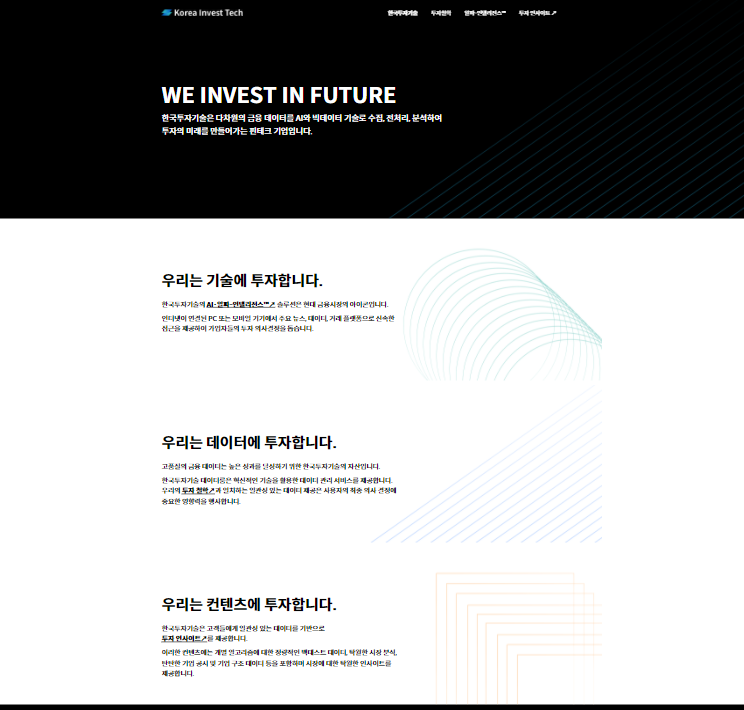 Korea Invest Tech
한국투자기술 투자철학 알파-인텔리전스™ 투자 인사이트↗
WE INVEST IN FUTURE
한국투자기술은 다차원의 금융 데이터를 AI와 빅데이터 기술로 수집, 전처리, 분석하여
투자의 미래를 만들어가는 핀테크 기업입니다.
우리는 기술에 투자합니다.
한국투자기술의 AI-알파-인텔리전스™↗ 솔루션은 현대 금융시장의 아이콘입니다.
인터넷이 연결된 PC 또는 모바일 기기에서 주요 뉴스, 데이터, 거래 플랫폼으로 신속한
접근을 제공하여 가입자들의 투자 의사결정을 돕습니다.
우리는 데이터에 투자합니다.
고품질의 금융 데이터는 높은 성과를 달성하기 위한 한국투자기술의 자산입니다.
한국투자기술 데이터룸은 혁신적인 기술을 활용한 데이터 관리 서비스를 제공합니다.
우리의 투자 철학↗과 일치하는 일관성 있는 데이터 제공은 사용자의 최종 의사 결정에
중요한 영향력을 행사합니다.
우리는 컨텐츠에 투자합니다.
한국투자기술은 고객들에게 일관성 있는 데이터를 기반으로
투자 인사이트↗를 제공합니다.
이러한 컨텐츠에는 개별 알고리즘에 대한 정량적인 백테스트 데이터, 탁월한 시장 분석,
탄탄한 기업 공시 및 기업 구조 데이터 등을 포함하여 시장에 대한 탁월한 인사이트를
제공합니다.